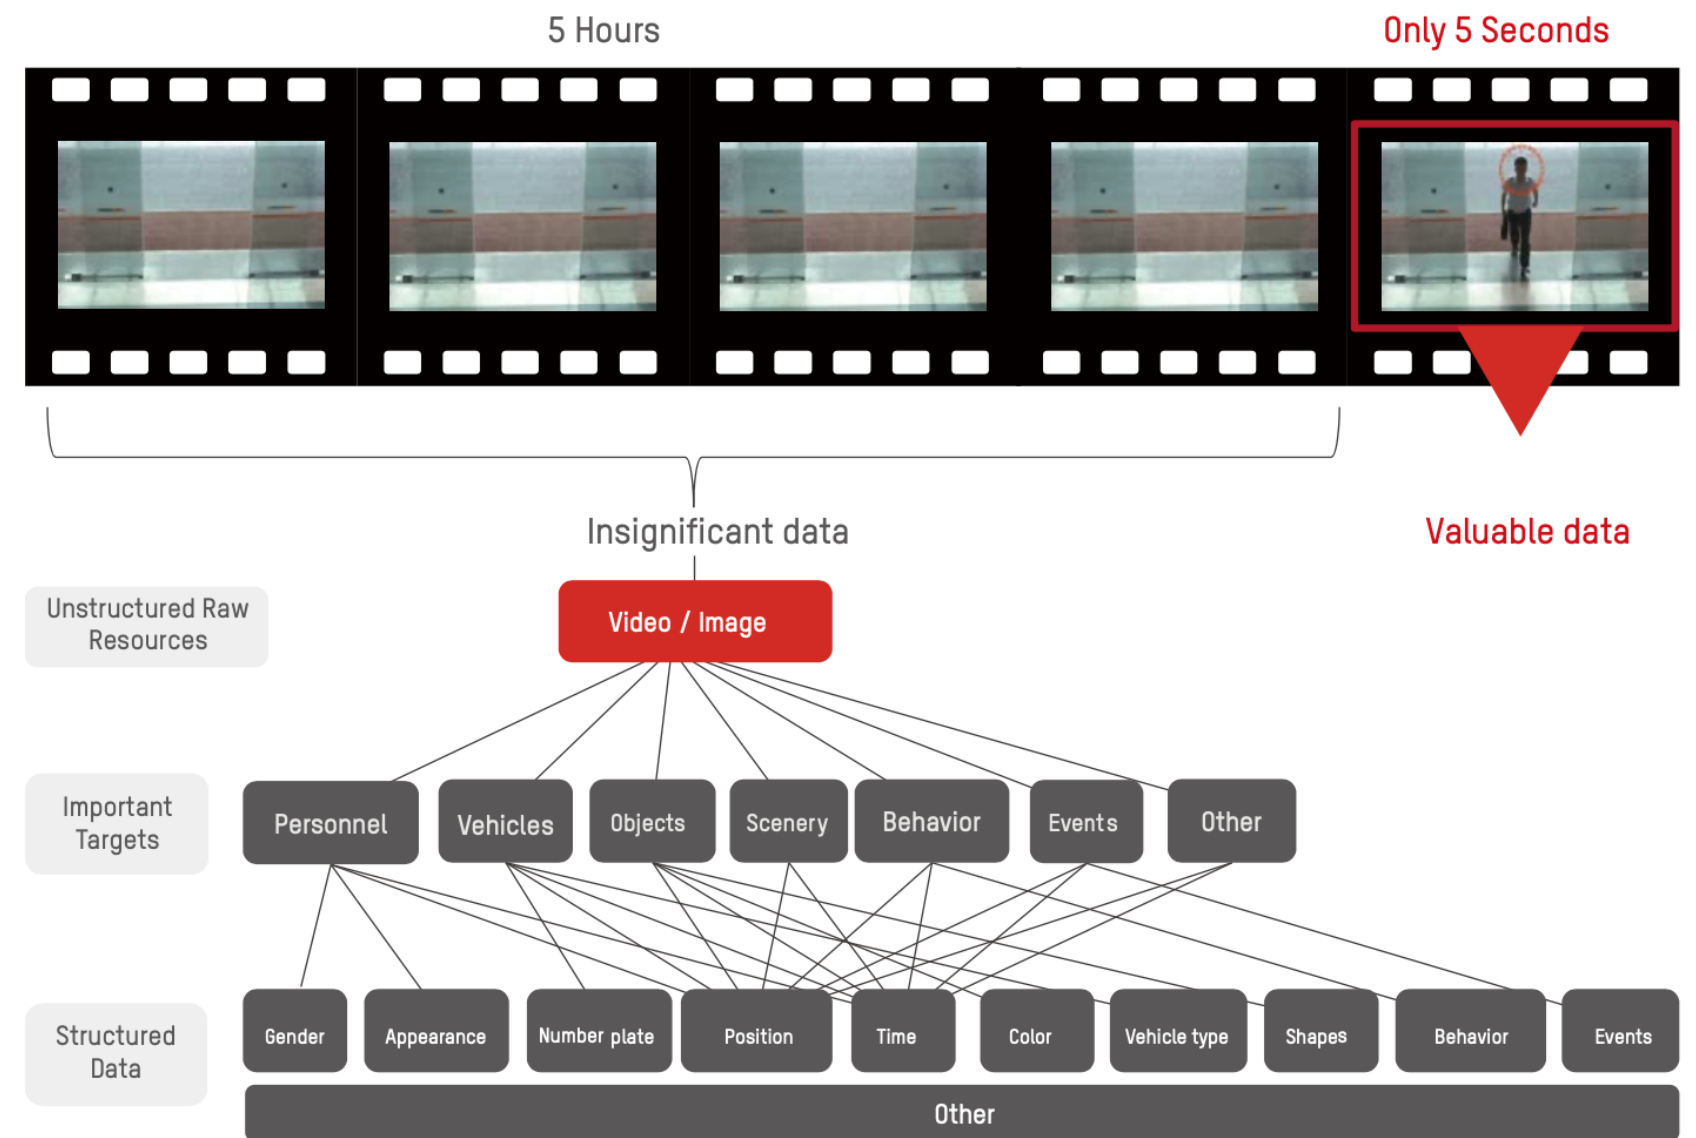 5 Hours
Only 5 Seconds
Insignificant data
Valuable data
Unstructured Raw
Resources
Video / Image
Important
Targets
Personnel
Vehicles
Objects
Scenery
Behavior
Events
Other
Structured
Data
Gender
Appearance
Number plate
Position
Time
Color
Vehicle type
Shapes
Behavior
Events
Other